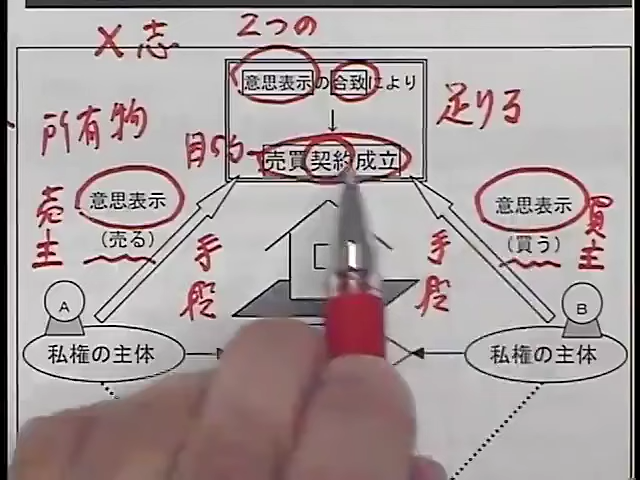 2つの
X 志
意思表示の合致により
足りる
所有物
↓
目的
売買契約成立
売主
意思表示
(売る)
手段
手段
意思表示
(買う)
買主
A
B
私権の主体
私権の主体